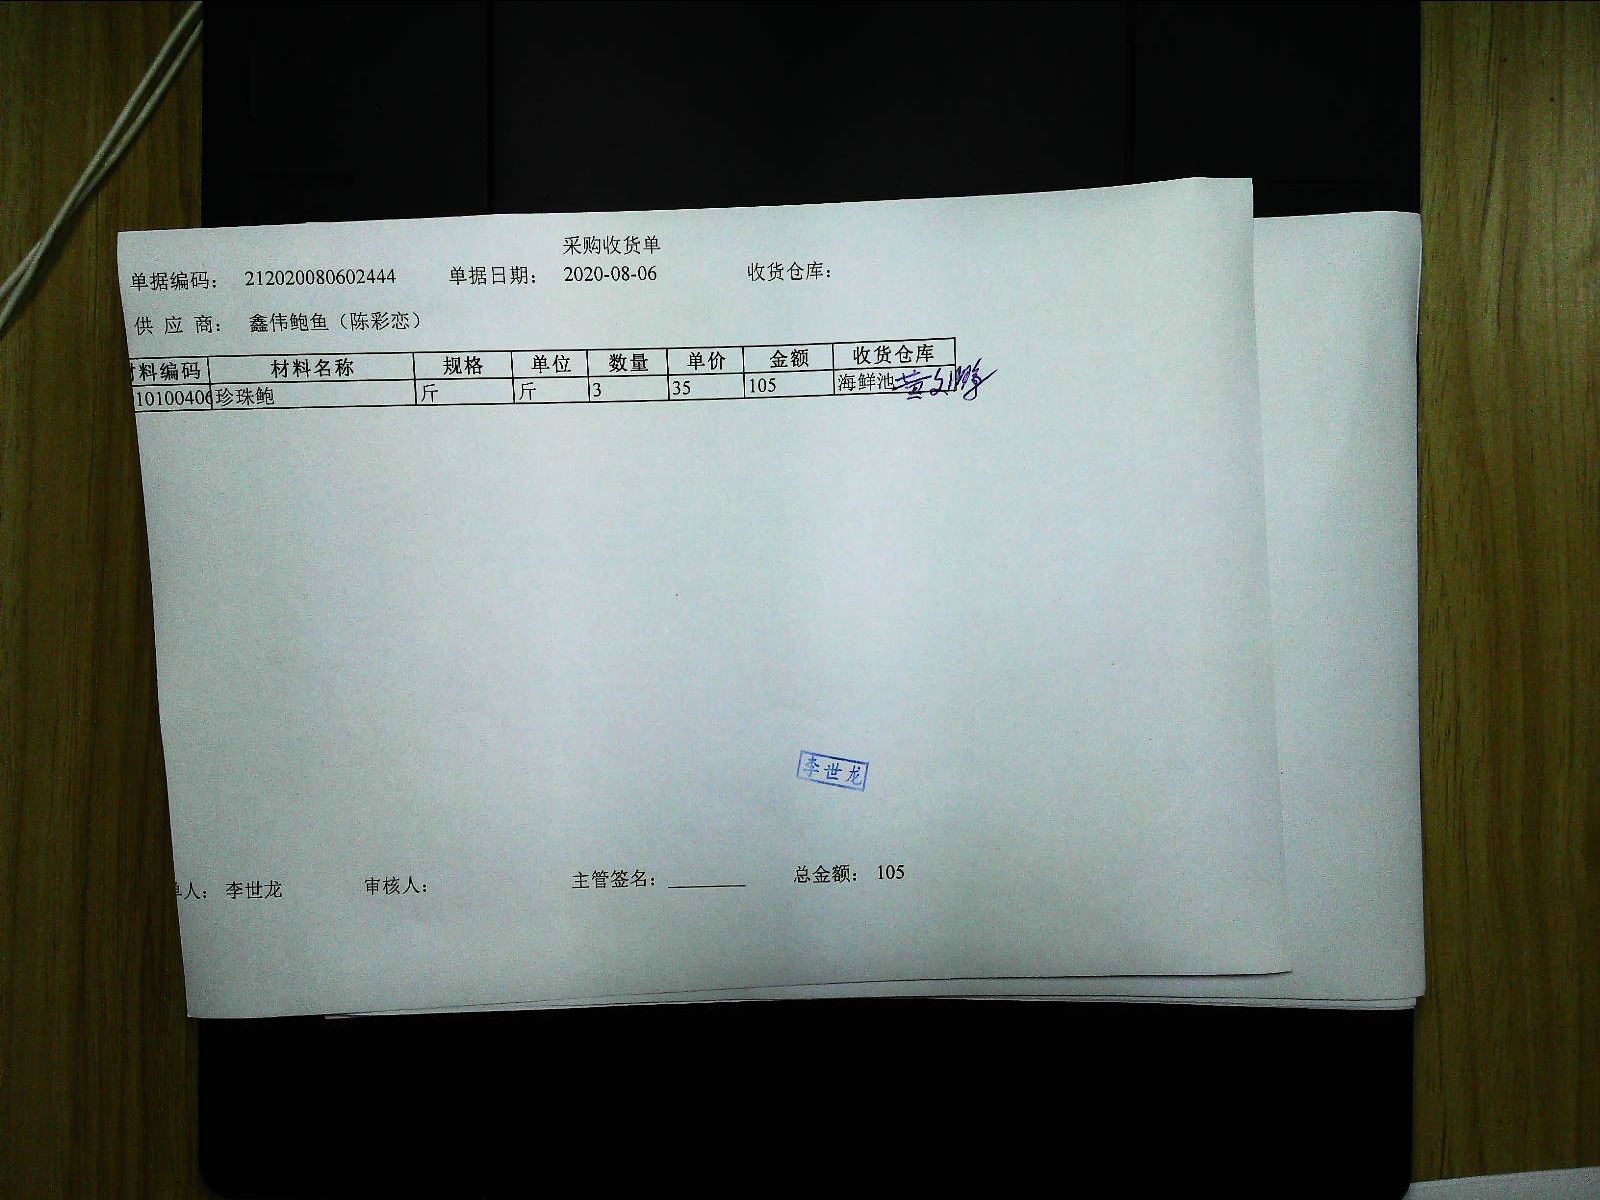 采购收货单
单据编码： 212020080602444 单据日期： 2020-08-06 收货仓库：
供 应 商： 鑫伟鲍鱼（陈彩恋）
料编码 材料名称 规格 单位 数量 单价 金额 收货仓库
10100406 珍珠鲍 斤 斤 3 35 105 海鲜池
李世龙
单人： 李世龙 审核人： 主管签名：________ 总金额： 105